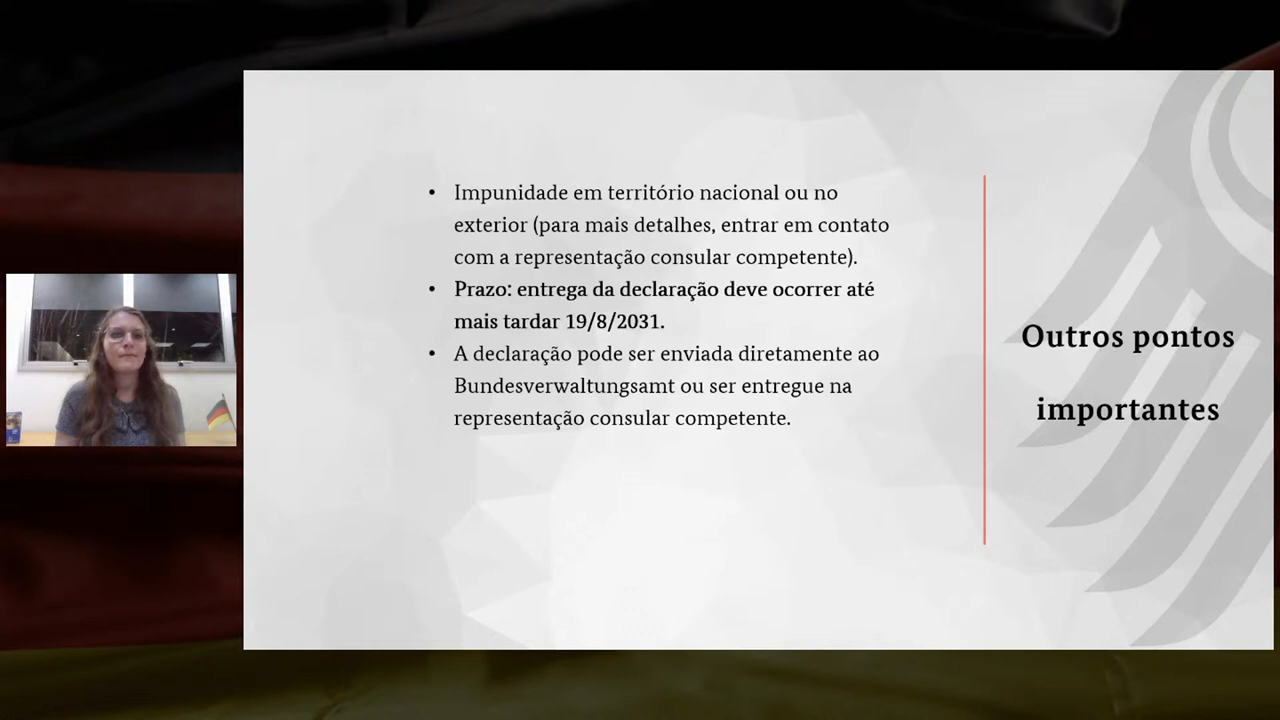 • Impunidade em território nacional ou no
exterior (para mais detalhes, entrar em contato
com a representação consular competente).
• Prazo: entrega da declaração deve ocorrer até
mais tardar 19/8/2031.
• A declaração pode ser enviada diretamente ao
Bundesverwaltungsamt ou ser entregue na
representação consular competente.
Outros pontos
importantes